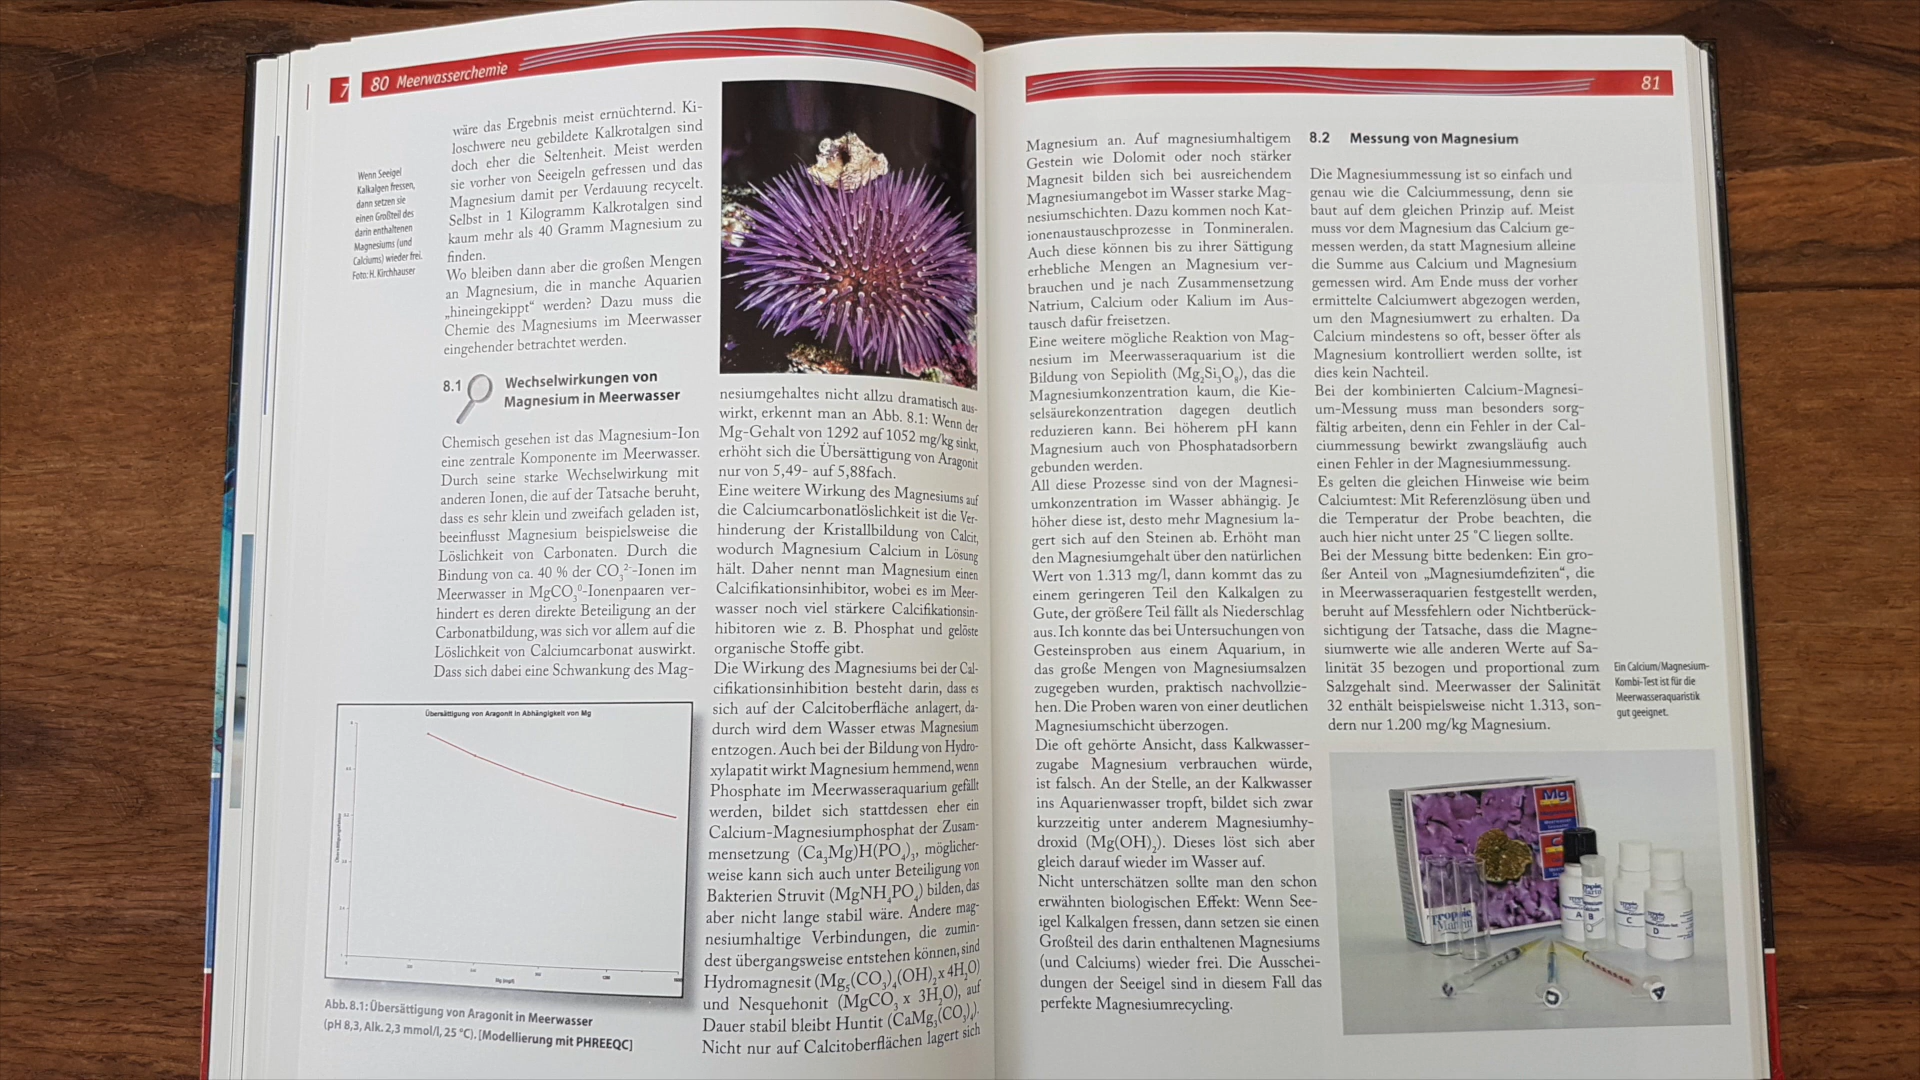 7
80 Meerwasserchemie
Wenn Seeigel
Kalkalgen fressen,
dann setzen sie
einen Großteil des
darin enthaltenen
Magnesiums (und
Calciums) wieder frei.
Foto: H. Kirchhauser
wäre das Ergebnis meist ernüchternd. Ki-
loschwere neu gebildete Kalkrotalgen sind
doch eher die Seltenheit. Meist werden
sie vorher von Seeigeln gefressen und das
Magnesium damit per Verdauung recycelt.
Selbst in 1 Kilogramm Kalkrotalgen sind
kaum mehr als 40 Gramm Magnesium zu
finden.
Wo bleiben dann aber die großen Mengen
an Magnesium, die in manche Aquarien
„hineingekippt“ werden? Dazu muss die
Chemie des Magnesiums im Meerwasser
eingehender betrachtet werden.
8.1 Wechselwirkungen von
Magnesium in Meerwasser
Chemisch gesehen ist das Magnesium-Ion
eine zentrale Komponente im Meerwasser.
Durch seine starke Wechselwirkung mit
anderen Ionen, die auf der Tatsache beruht,
dass es sehr klein und zweifach geladen ist,
beeinflusst Magnesium beispielsweise die
Löslichkeit von Carbonaten. Durch die
Bindung von ca. 40 % der CO₃²⁻-Ionen im
Meerwasser in MgCO₃⁰-Ionenpaaren ver-
hindert es deren direkte Beteiligung an der
Carbonatbildung, was sich vor allem auf die
Löslichkeit von Calciumcarbonat auswirkt.
Dass sich dabei eine Schwankung des Mag-
Übersättigung von Aragonit in Abhängigkeit von Mg
Mg (mg/l)
Abb. 8.1: Übersättigung von Aragonit in Meerwasser
(pH 8,3, Alk. 2,3 mmol/l, 25 °C). [Modellierung mit PHREEQC]
nesiumgehaltes nicht allzu dramatisch aus-
wirkt, erkennt man an Abb. 8.1: Wenn der
Mg-Gehalt von 1292 auf 1052 mg/kg sinkt,
erhöht sich die Übersättigung von Aragonit
nur von 5,49- auf 5,88fach.
Eine weitere Wirkung des Magnesiums auf
die Calciumcarbonatlöslichkeit ist die Ver-
hinderung der Kristallbildung von Calcit,
wodurch Magnesium Calcium in Lösung
hält. Daher nennt man Magnesium einen
Calcifikationsinhibitor, wobei es im Meer-
wasser noch viel stärkere Calcifikationsin-
hibitoren wie z. B. Phosphat und gelöste
organische Stoffe gibt.
Die Wirkung des Magnesiums bei der Cal-
cifikationsinhibition besteht darin, dass es
sich auf der Calcitoberfläche anlagert, da-
durch wird dem Wasser etwas Magnesium
entzogen. Auch bei der Bildung von Hydro-
xylapatit wirkt Magnesium hemmend, wenn
Phosphate im Meerwasseraquarium gefällt
werden, bildet sich stattdessen eher ein
Calcium-Magnesiumphosphat der Zusam-
mensetzung (Ca₃Mg)H(PO₄)₃, möglicher-
weise kann sich auch unter Beteiligung von
Bakterien Struvit (MgNH₄PO₄) bilden, das
aber nicht lange stabil wäre. Andere mag-
nesiumhaltige Verbindungen, die zumin-
dest übergangsweise entstehen können, sind
Hydromagnesit (Mg₅(CO₃)₄(OH)₂ x 4H₂O)
und Nesquehonit (MgCO₃ x 3H₂O), auf
Dauer stabil bleibt Huntit (CaMg₃(CO₃)₄).
Nicht nur auf Calcitoberflächen lagert sich
81
Magnesium an. Auf magnesiumhaltigem
Gestein wie Dolomit oder noch stärker
Magnesit bilden sich bei ausreichendem
Magnesiumangebot im Wasser starke Mag-
nesiumschichten. Dazu kommen noch Kat-
ionenaustauschprozesse in Tonmineralen.
Auch diese können bis zu ihrer Sättigung
erhebliche Mengen an Magnesium ver-
brauchen und je nach Zusammensetzung
Natrium, Calcium oder Kalium im Aus-
tausch dafür freisetzen.
Eine weitere mögliche Reaktion von Mag-
nesium im Meerwasseraquarium ist die
Bildung von Sepiolith (Mg₂Si₃O₈), das die
Magnesiumkonzentration kaum, die Kie-
selsäurekonzentration dagegen deutlich
reduzieren kann. Bei höherem pH kann
Magnesium auch von Phosphatadsorbern
gebunden werden.
All diese Prozesse sind von der Magnesi-
umkonzentration im Wasser abhängig. Je
höher diese ist, desto mehr Magnesium la-
gert sich auf den Steinen ab. Erhöht man
den Magnesiumgehalt über den natürlichen
Wert von 1.313 mg/l, dann kommt das zu
einem geringeren Teil den Kalkalgen zu
Gute, der größere Teil fällt als Niederschlag
aus. Ich konnte das bei Untersuchungen von
Gesteinsproben aus einem Aquarium, in
das große Mengen von Magnesiumsalzen
zugegeben wurden, praktisch nachvollzie-
hen. Die Proben waren von einer deutlichen
Magnesiumschicht überzogen.
Die oft gehörte Ansicht, dass Kalkwasser-
zugabe Magnesium verbrauchen würde,
ist falsch. An der Stelle, an der Kalkwasser
ins Aquarienwasser tropft, bildet sich zwar
kurzzeitig unter anderem Magnesiumhy-
droxid (Mg(OH)₂). Dieses löst sich aber
gleich darauf wieder im Wasser auf.
Nicht unterschätzen sollte man den schon
erwähnten biologischen Effekt: Wenn See-
igel Kalkalgen fressen, dann setzen sie einen
Großteil des darin enthaltenen Magnesiums
(und Calciums) wieder frei. Die Ausschei-
dungen der Seeigel sind in diesem Fall das
perfekte Magnesiumrecycling.
8.2 Messung von Magnesium
Die Magnesiummessung ist so einfach und
genau wie die Calciummessung, denn sie
baut auf dem gleichen Prinzip auf. Meist
muss vor dem Magnesium das Calcium ge-
messen werden, da statt Magnesium alleine
die Summe aus Calcium und Magnesium
gemessen wird. Am Ende muss der vorher
ermittelte Calciumwert abgezogen werden,
um den Magnesiumwert zu erhalten. Da
Calcium mindestens so oft, besser öfter als
Magnesium kontrolliert werden sollte, ist
dies kein Nachteil.
Bei der kombinierten Calcium-Magnesi-
um-Messung muss man besonders sorg-
fältig arbeiten, denn ein Fehler in der Cal-
ciummessung bewirkt zwangsläufig auch
einen Fehler in der Magnesiummessung.
Es gelten die gleichen Hinweise wie beim
Calciumtest: Mit Referenzlösung üben und
die Temperatur der Probe beachten, die
auch hier nicht unter 25 °C liegen sollte.
Bei der Messung bitte bedenken: Ein gro-
ßer Anteil von „Magnesiumdefiziten“, die
in Meerwasseraquarien festgestellt werden,
beruht auf Messfehlern oder Nichtberück-
sichtigung der Tatsache, dass die Magne-
siumwerte wie alle anderen Werte auf Sa-
linität 35 bezogen und proportional zum
Salzgehalt sind. Meerwasser der Salinität
32 enthält beispielsweise nicht 1.313, son-
dern nur 1.200 mg/kg Magnesium.
Ein Calcium/Magnesium-
Kombi-Test ist für die
Meerwasseraquaristik
gut geeignet.
Mg
Tropic
Marin
A
B
C
D